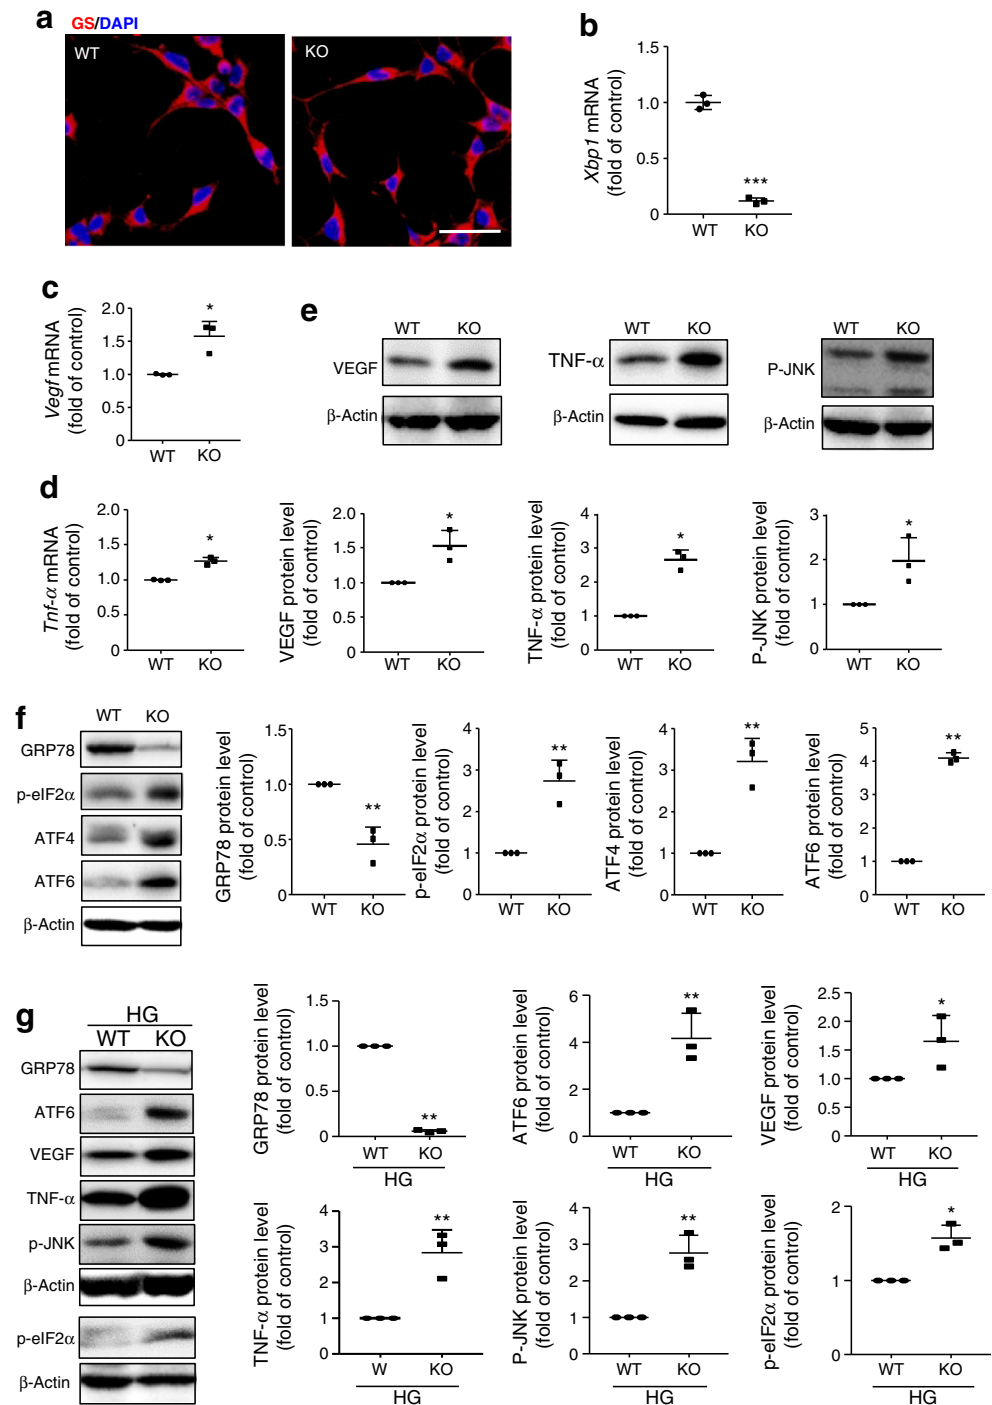 a
GS/DAPI
WT
KO
b
Xbp1 mRNA
(fold of control)
1.5
1.0
0.5
0
***
WT KO
c
Vegf mRNA
(fold of control)
2.0
1.5
1.0
0.5
0
*
WT KO
e
WT KO
VEGF
β-Actin
WT KO
TNF-α
β-Actin
WT KO
P-JNK
β-Actin
d
Tnf-α mRNA
(fold of control)
2.0
1.5
1.0
0.5
0
*
WT KO
VEGF protein level
(fold of control)
2.0
1.5
1.0
0.5
0
*
WT KO
TNF-α protein level
(fold of control)
4
3
2
1
0
*
WT KO
P-JNK protein level
(fold of control)
3
2
1
0
*
WT KO
f
WT KO
GRP78
p-eIF2α
ATF4
ATF6
β-Actin
GRP78 protein level
(fold of control)
1.5
1.0
0.5
0
**
WT KO
p-eIF2α protein level
(fold of control)
4
3
2
1
0
**
WT KO
ATF4 protein level
(fold of control)
4
3
2
1
0
**
WT KO
ATF6 protein level
(fold of control)
5
4
3
2
1
0
**
WT KO
g
HG
WT KO
GRP78
ATF6
VEGF
TNF-α
p-JNK
β-Actin
p-eIF2α
β-Actin
GRP78 protein level
(fold of control)
1.5
1.0
0.5
0
**
WT KO
HG
ATF6 protein level
(fold of control)
6
4
2
0
**
WT KO
HG
VEGF protein level
(fold of control)
2.5
2.0
1.5
1.0
0.5
0
*
WT KO
HG
TNF-α protein level
(fold of control)
4
3
2
1
0
**
W KO
HG
P-JNK protein level
(fold of control)
4
3
2
1
0
**
WT KO
HG
p-eIF2α protein level
(fold of control)
2
1
0
*
WT KO
HG